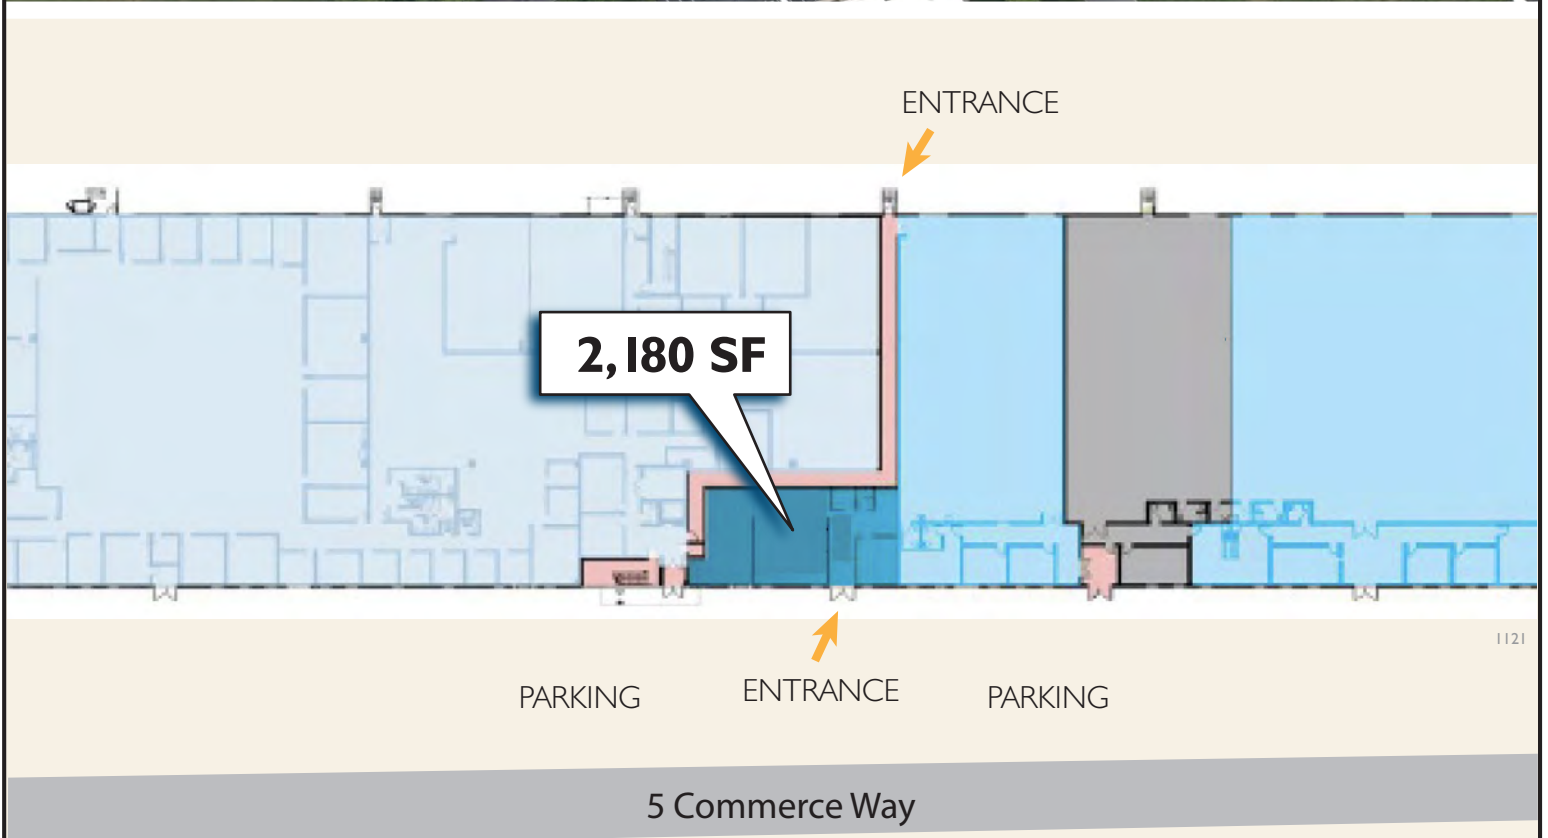 ENTRANCE
2,180 SF
1121
PARKING
ENTRANCE
PARKING
5 Commerce Way